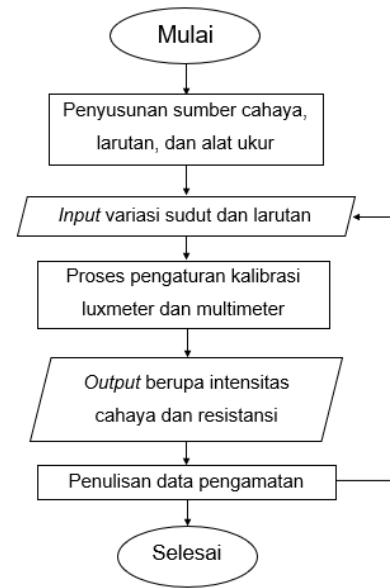 Mulai
Penyusunan sumber cahaya,
larutan, dan alat ukur
Input variasi sudut dan larutan
Proses pengaturan kalibrasi
luxmeter dan multimeter
Output berupa intensitas
cahaya dan resistansi
Penulisan data pengamatan
Selesai